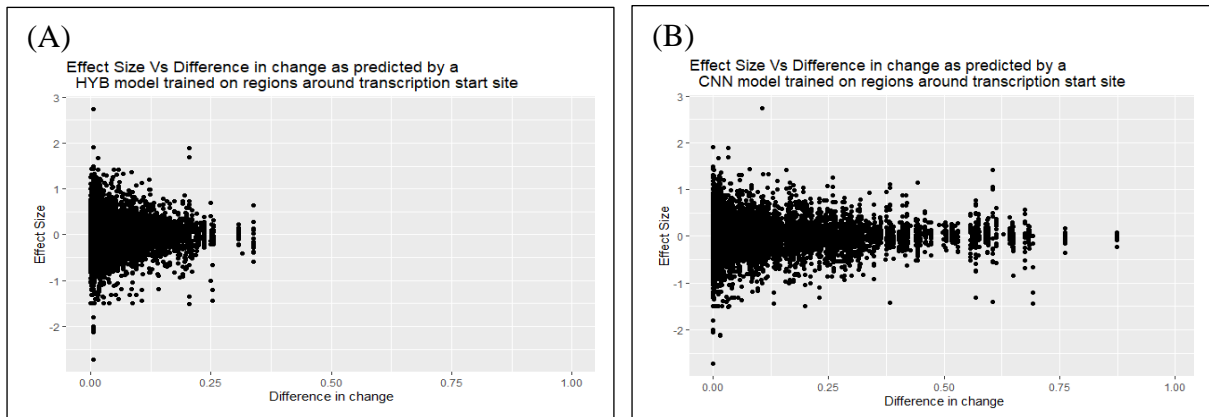 (A)
Effect Size Vs Difference in change as predicted by a
HYB model trained on regions around transcription start site
3
2
1
0
-1
-2
Effect Size
0.00 0.25 0.50 0.75 1.00
Difference in change
(B)
Effect Size Vs Difference in change as predicted by a
CNN model trained on regions around transcription start site
3
2
1
0
-1
-2
Effect Size
0.00 0.25 0.50 0.75 1.00
Difference in change